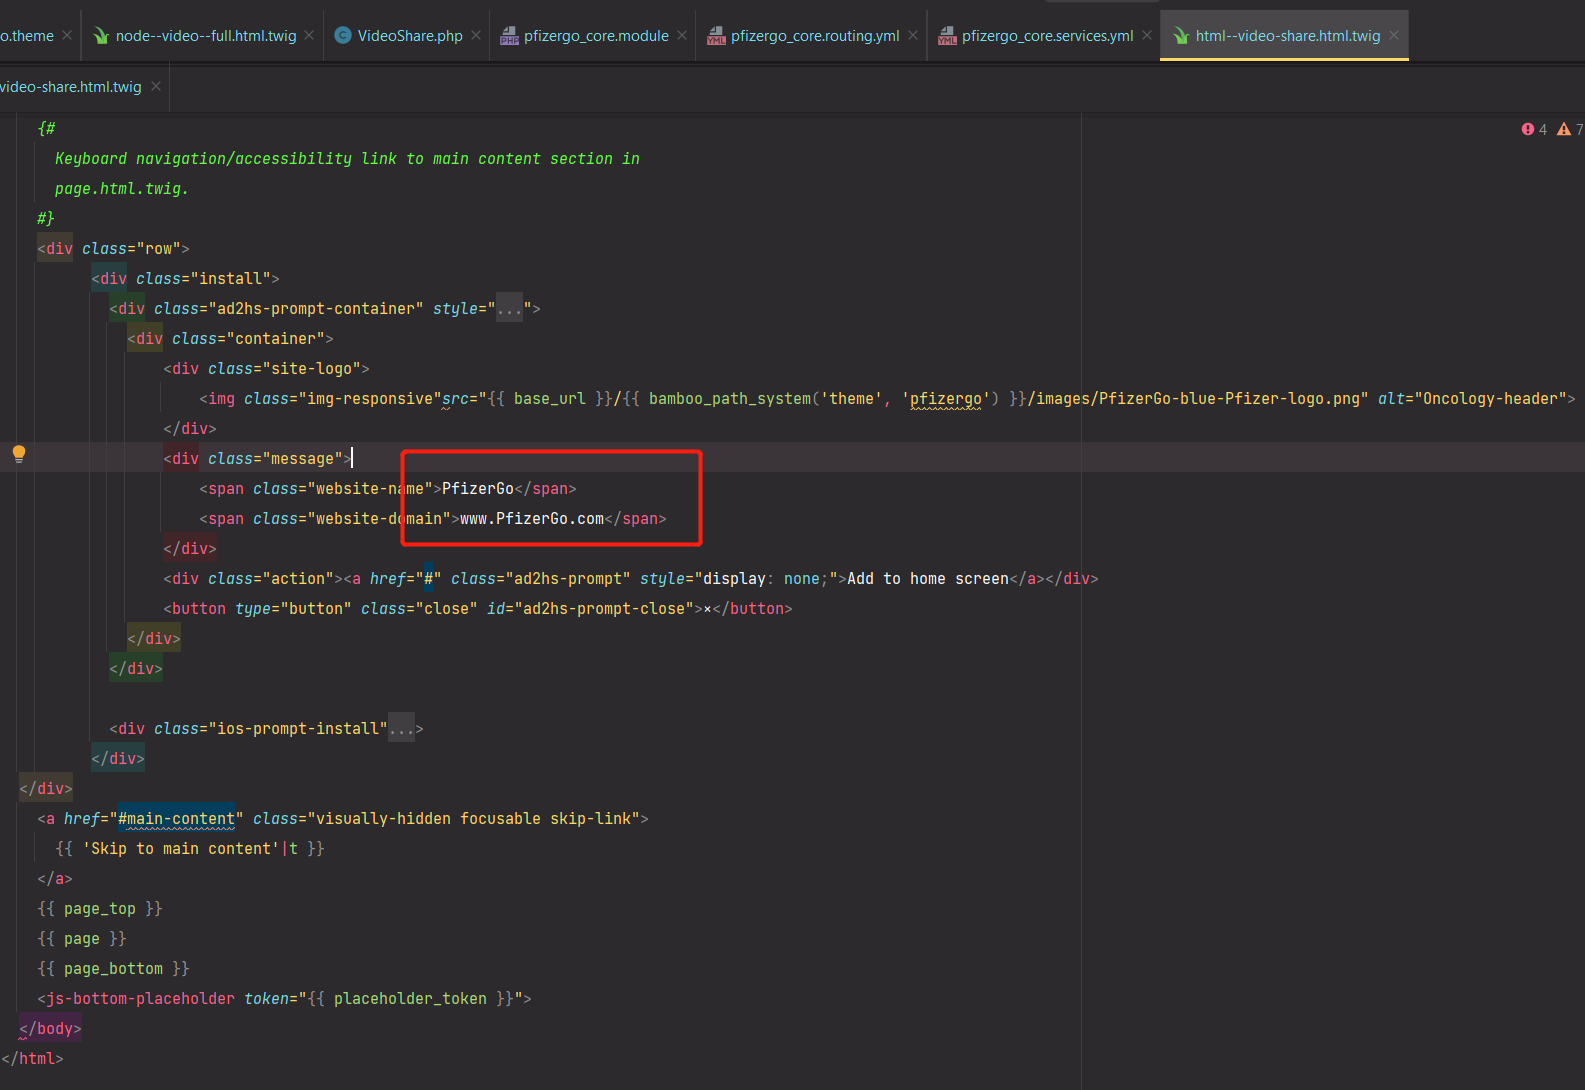 o.theme
node--video--full.html.twig
VideoShare.php
pfizergo_core.module
pfizergo_core.routing.yml
pfizergo_core.services.yml
html--video-share.html.twig
video-share.html.twig
4 7
{#
Keyboard navigation/accessibility link to main content section in
page.html.twig.
#}
<div class="row">
<div class="install">
<div class="ad2hs-prompt-container" style="...">
<div class="container">
<div class="site-logo">
<img class="img-responsive"src="{{ base_url }}/{{ bamboo_path_system('theme', 'pfizergo') }}/images/PfizerGo-blue-Pfizer-logo.png" alt="Oncology-header">
</div>
<div class="message">
<span class="website-name">PfizerGo</span>
<span class="website-domain">www.PfizerGo.com</span>
</div>
<div class="action"><a href="#" class="ad2hs-prompt" style="display: none;">Add to home screen</a></div>
<button type="button" class="close" id="ad2hs-prompt-close">×</button>
</div>
</div>
<div class="ios-prompt-install"...>
</div>
</div>
<a href="#main-content" class="visually-hidden focusable skip-link">
{{ 'Skip to main content'|t }}
</a>
{{ page_top }}
{{ page }}
{{ page_bottom }}
<js-bottom-placeholder token="{{ placeholder_token }}">
</body>
</html>